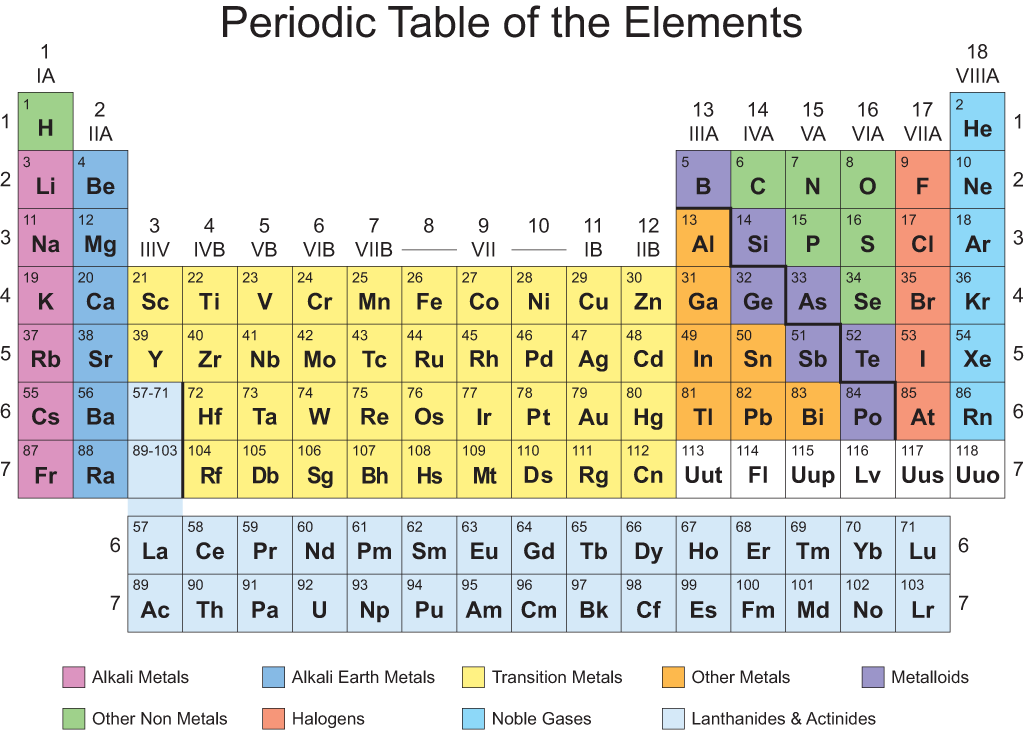 Periodic Table of the Elements
1
18
IA
VIIIA
1 2
2 13 14 15 16 17
1 H IIA IIIA IVA VA VIA VIIA He 1
3 4 5 6 7 8 9 10
2 Li Be B C N O F Ne 2
11 12 3 4 5 6 7 8 9 10 11 12 13 14 15 16 17 18
3 Na Mg IIIV IVB VB VIB VIIB VII IB IIB Al Si P S Cl Ar 3
19 20 21 22 23 24 25 26 27 28 29 30 31 32 33 34 35 36
4 K Ca Sc Ti V Cr Mn Fe Co Ni Cu Zn Ga Ge As Se Br Kr 4
37 38 39 40 41 42 43 44 45 46 47 48 49 50 51 52 53 54
5 Rb Sr Y Zr Nb Mo Tc Ru Rh Pd Ag Cd In Sn Sb Te I Xe 5
55 56 57-71 72 73 74 75 76 77 78 79 80 81 82 83 84 85 86
6 Cs Ba Hf Ta W Re Os Ir Pt Au Hg Tl Pb Bi Po At Rn 6
87 88 89-103 104 105 106 107 108 109 110 111 112 113 114 115 116 117 118
7 Fr Ra Rf Db Sg Bh Hs Mt Ds Rg Cn Uut Fl Uup Lv Uus Uuo 7
57 58 59 60 61 62 63 64 65 66 67 68 69 70 71
6 La Ce Pr Nd Pm Sm Eu Gd Tb Dy Ho Er Tm Yb Lu 6
89 90 91 92 93 94 95 96 97 98 99 100 101 102 103
7 Ac Th Pa U Np Pu Am Cm Bk Cf Es Fm Md No Lr 7
Alkali Metals Alkali Earth Metals Transition Metals Other Metals Metalloids
Other Non Metals Halogens Noble Gases Lanthanides & Actinides